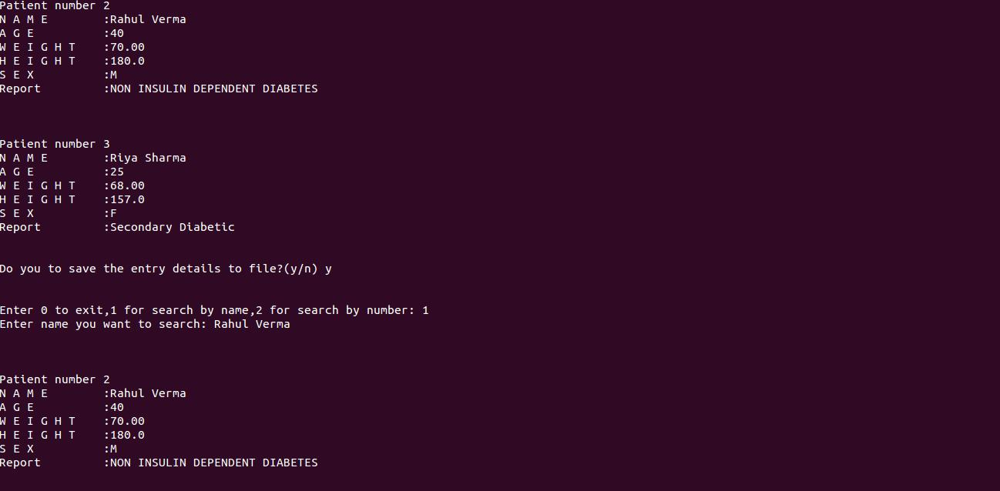 Patient number 2
N A M E        :Rahul Verma
A G E          :40
W E I G H T    :70.00
H E I G H T    :180.0
S E X          :M
Report         :NON INSULIN DEPENDENT DIABETES
Patient number 3
N A M E        :Riya Sharma
A G E          :25
W E I G H T    :68.00
H E I G H T    :157.0
S E X          :F
Report         :Secondary Diabetic
Do you to save the entry details to file?(y/n) y
Enter 0 to exit,1 for search by name,2 for search by number: 1
Enter name you want to search: Rahul Verma
Patient number 2
N A M E        :Rahul Verma
A G E          :40
W E I G H T    :70.00
H E I G H T    :180.0
S E X          :M
Report         :NON INSULIN DEPENDENT DIABETES